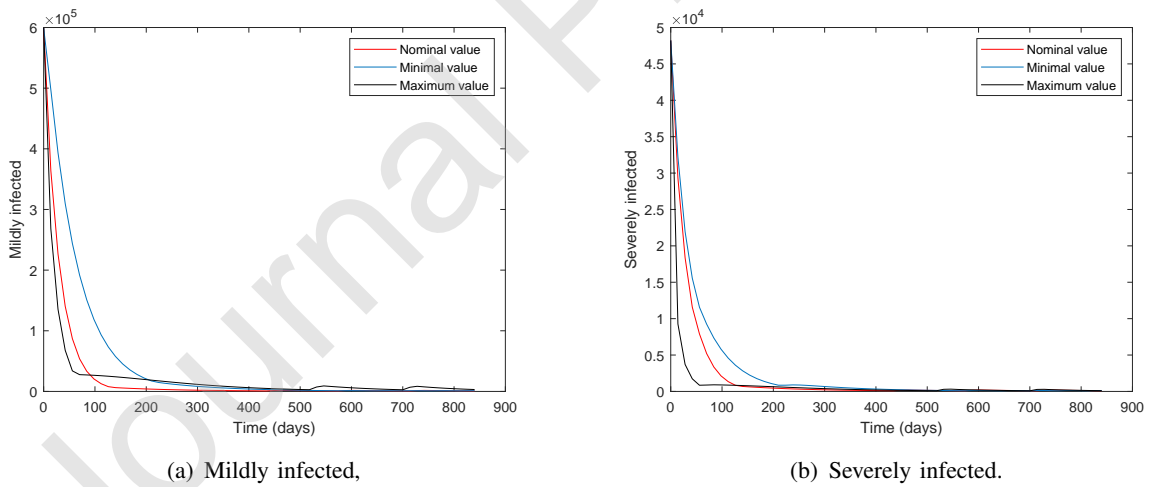 Journal P
×10^5
6
5
4
3
2
1
0
Mildly infected
0 100 200 300 400 500 600 700 800 900
Time (days)
Nominal value
Minimal value
Maximum value
(a) Mildly infected,
×10^4
5
4.5
4
3.5
3
2.5
2
1.5
1
0.5
0
Severely infected
0 100 200 300 400 500 600 700 800 900
Time (days)
Nominal value
Minimal value
Maximum value
(b) Severely infected.